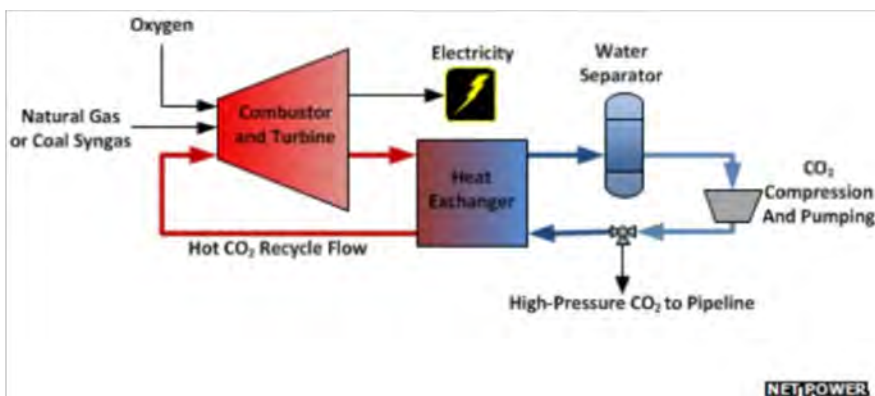 Oxygen
Electricity
Water
Separator
Natural Gas
or Coal Syngas
Combustor
and Turbine
Heat
Exchanger
CO₂
Compression
And Pumping
Hot CO₂ Recycle Flow
High-Pressure CO₂ to Pipeline
NET POWER